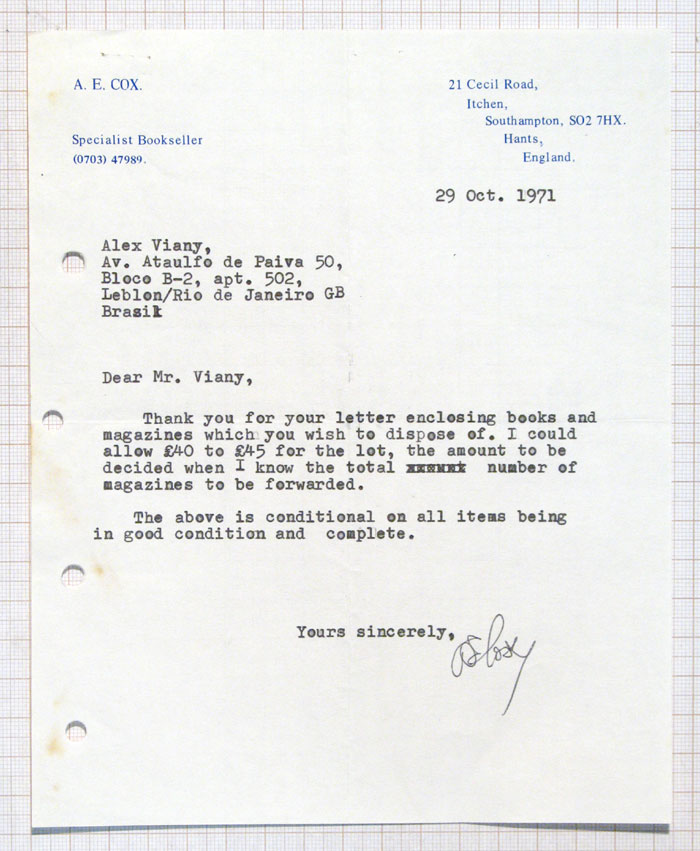 A. E. COX.
21 Cecil Road,
Itchen,
Southampton, SO2 7HX.
Hants,
England.
Specialist Bookseller
(0703) 47989.
29 Oct. 1971
Alex Viany,
Av. Ataulfo de Paiva 50,
Bloco B-2, apt. 502,
Leblon/Rio de Janeiro GB
Brasil
Dear Mr. Viany,
Thank you for your letter enclosing books and
magazines which you wish to dispose of. I could
allow £40 to £45 for the lot, the amount to be
decided when I know the total number of
magazines to be forwarded.
The above is conditional on all items being
in good condition and complete.
Yours sincerely,
AECox